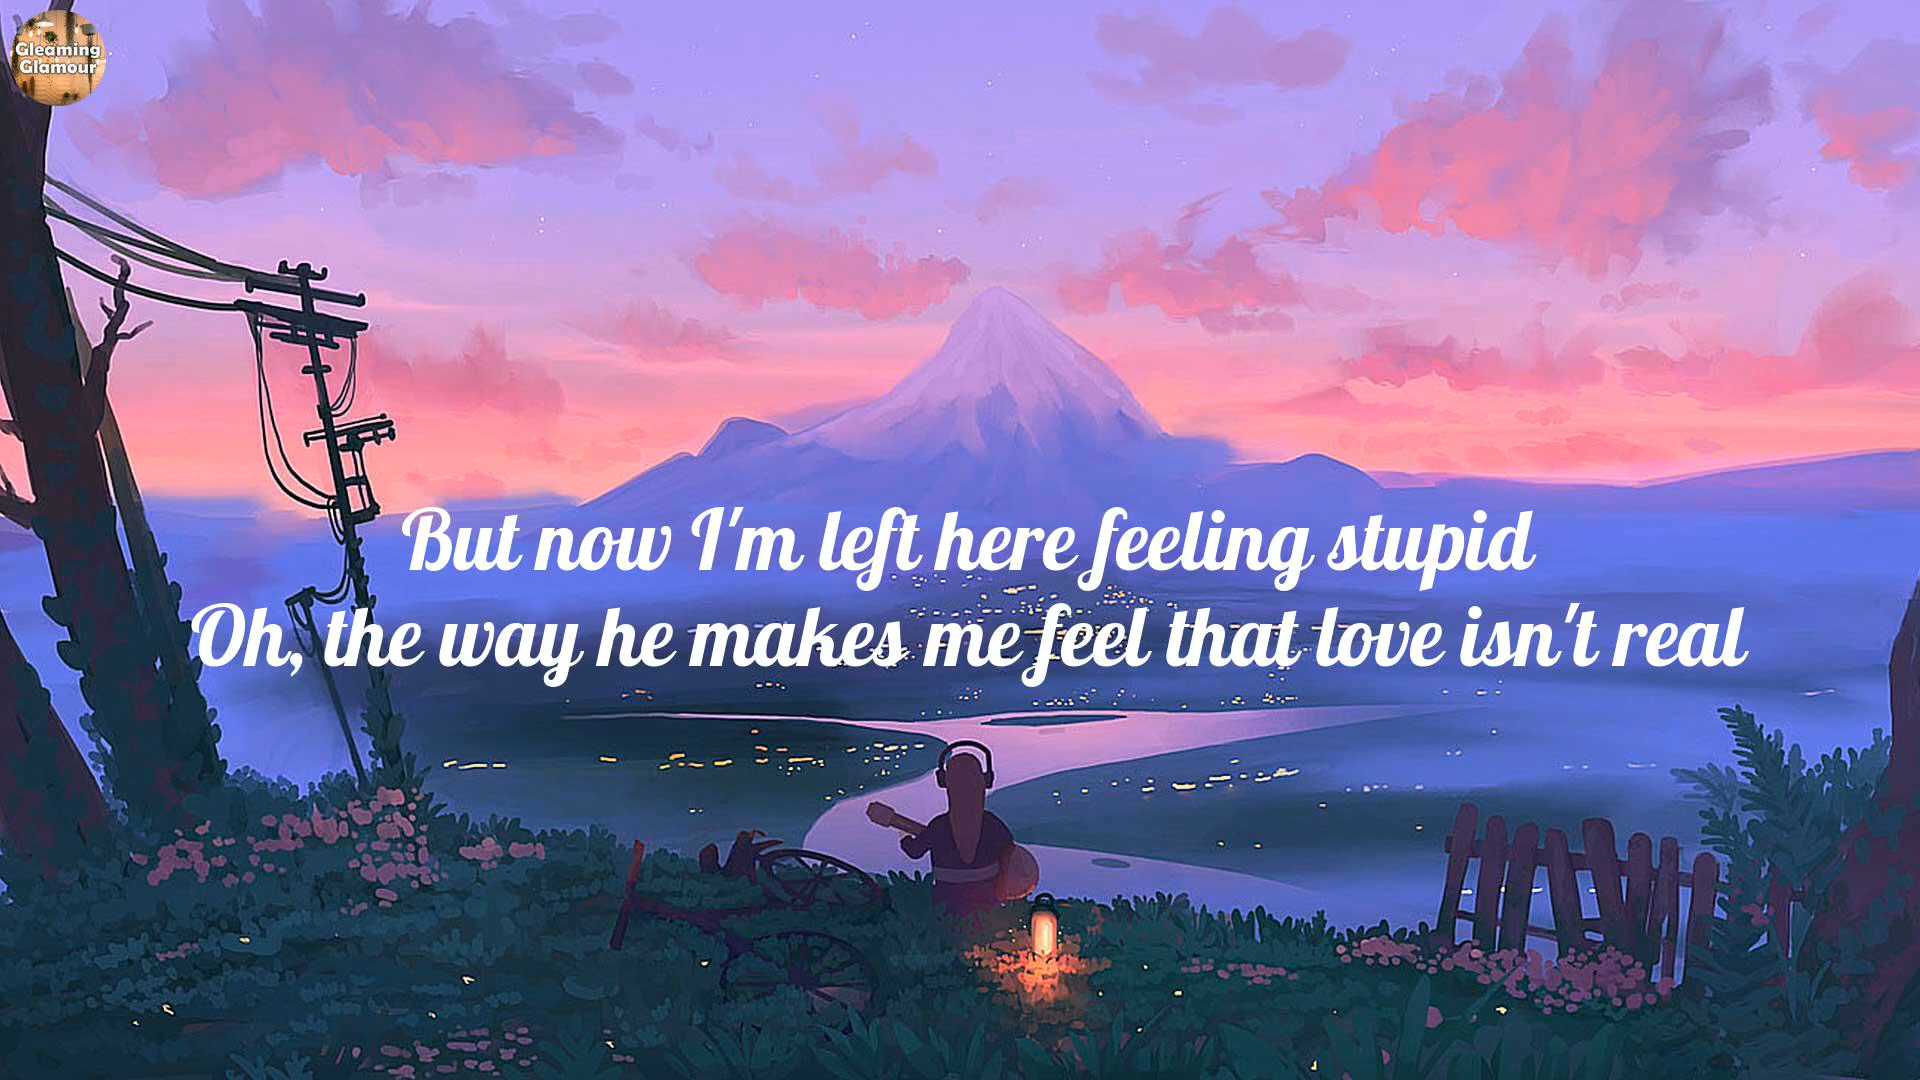 Gleaming
Glamour
But now I'm left here feeling stupid
Oh, the way he makes me feel that love isn't real